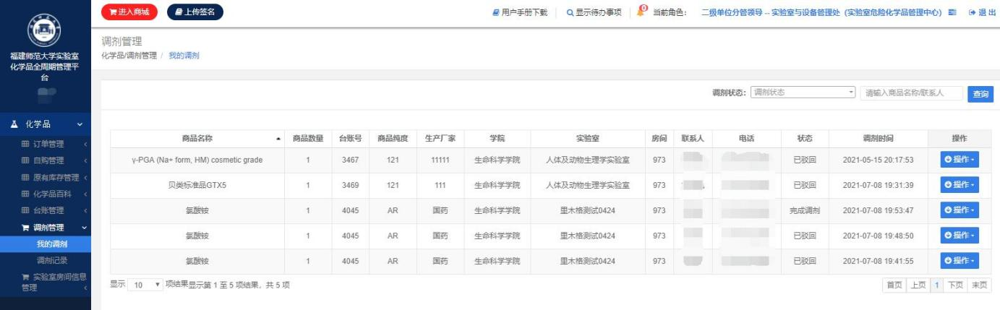 进入商城 上传签名 用户手册下载 显示待办事项 0 当前角色： 二级单位分管领导 -- 实验室与设备管理处（实验室危险化学品管理中心） 退 出
福建师范大学实验室
化学品全周期管理平
台
化学品
订单管理
自购管理
原有库存管理
化学品百科
台账管理
调剂管理
我的调剂
调剂记录
实验室房间信息
管理
调剂管理
化学品/调剂管理 / 我的调剂
调剂状态： 调剂状态 请输入商品名称/联系人 查询
商品名称 商品数量 台账号 商品纯度 生产厂家 学院 实验室 房间 联系人 电话 状态 调剂时间 操作
γ-PGA (Na+ form, HM) cosmetic grade 1 3467 121 11111 生命科学学院 人体及动物生理学实验室 973 已驳回 2021-05-15 20:17:53 操作
贝类标准品GTX5 1 3469 121 111 生命科学学院 人体及动物生理学实验室 973 已驳回 2021-07-08 19:31:39 操作
氯酸铵 1 4045 AR 国药 生命科学学院 里木格测试0424 973 完成调剂 2021-07-08 19:53:47 操作
氯酸铵 1 4045 AR 国药 生命科学学院 里木格测试0424 973 已驳回 2021-07-08 19:48:50 操作
氯酸铵 1 4045 AR 国药 生命科学学院 里木格测试0424 973 已驳回 2021-07-08 19:41:55 操作
显示 10 项结果显示第 1 至 5 项结果，共 5 项 首页 上页 1 下页 末页